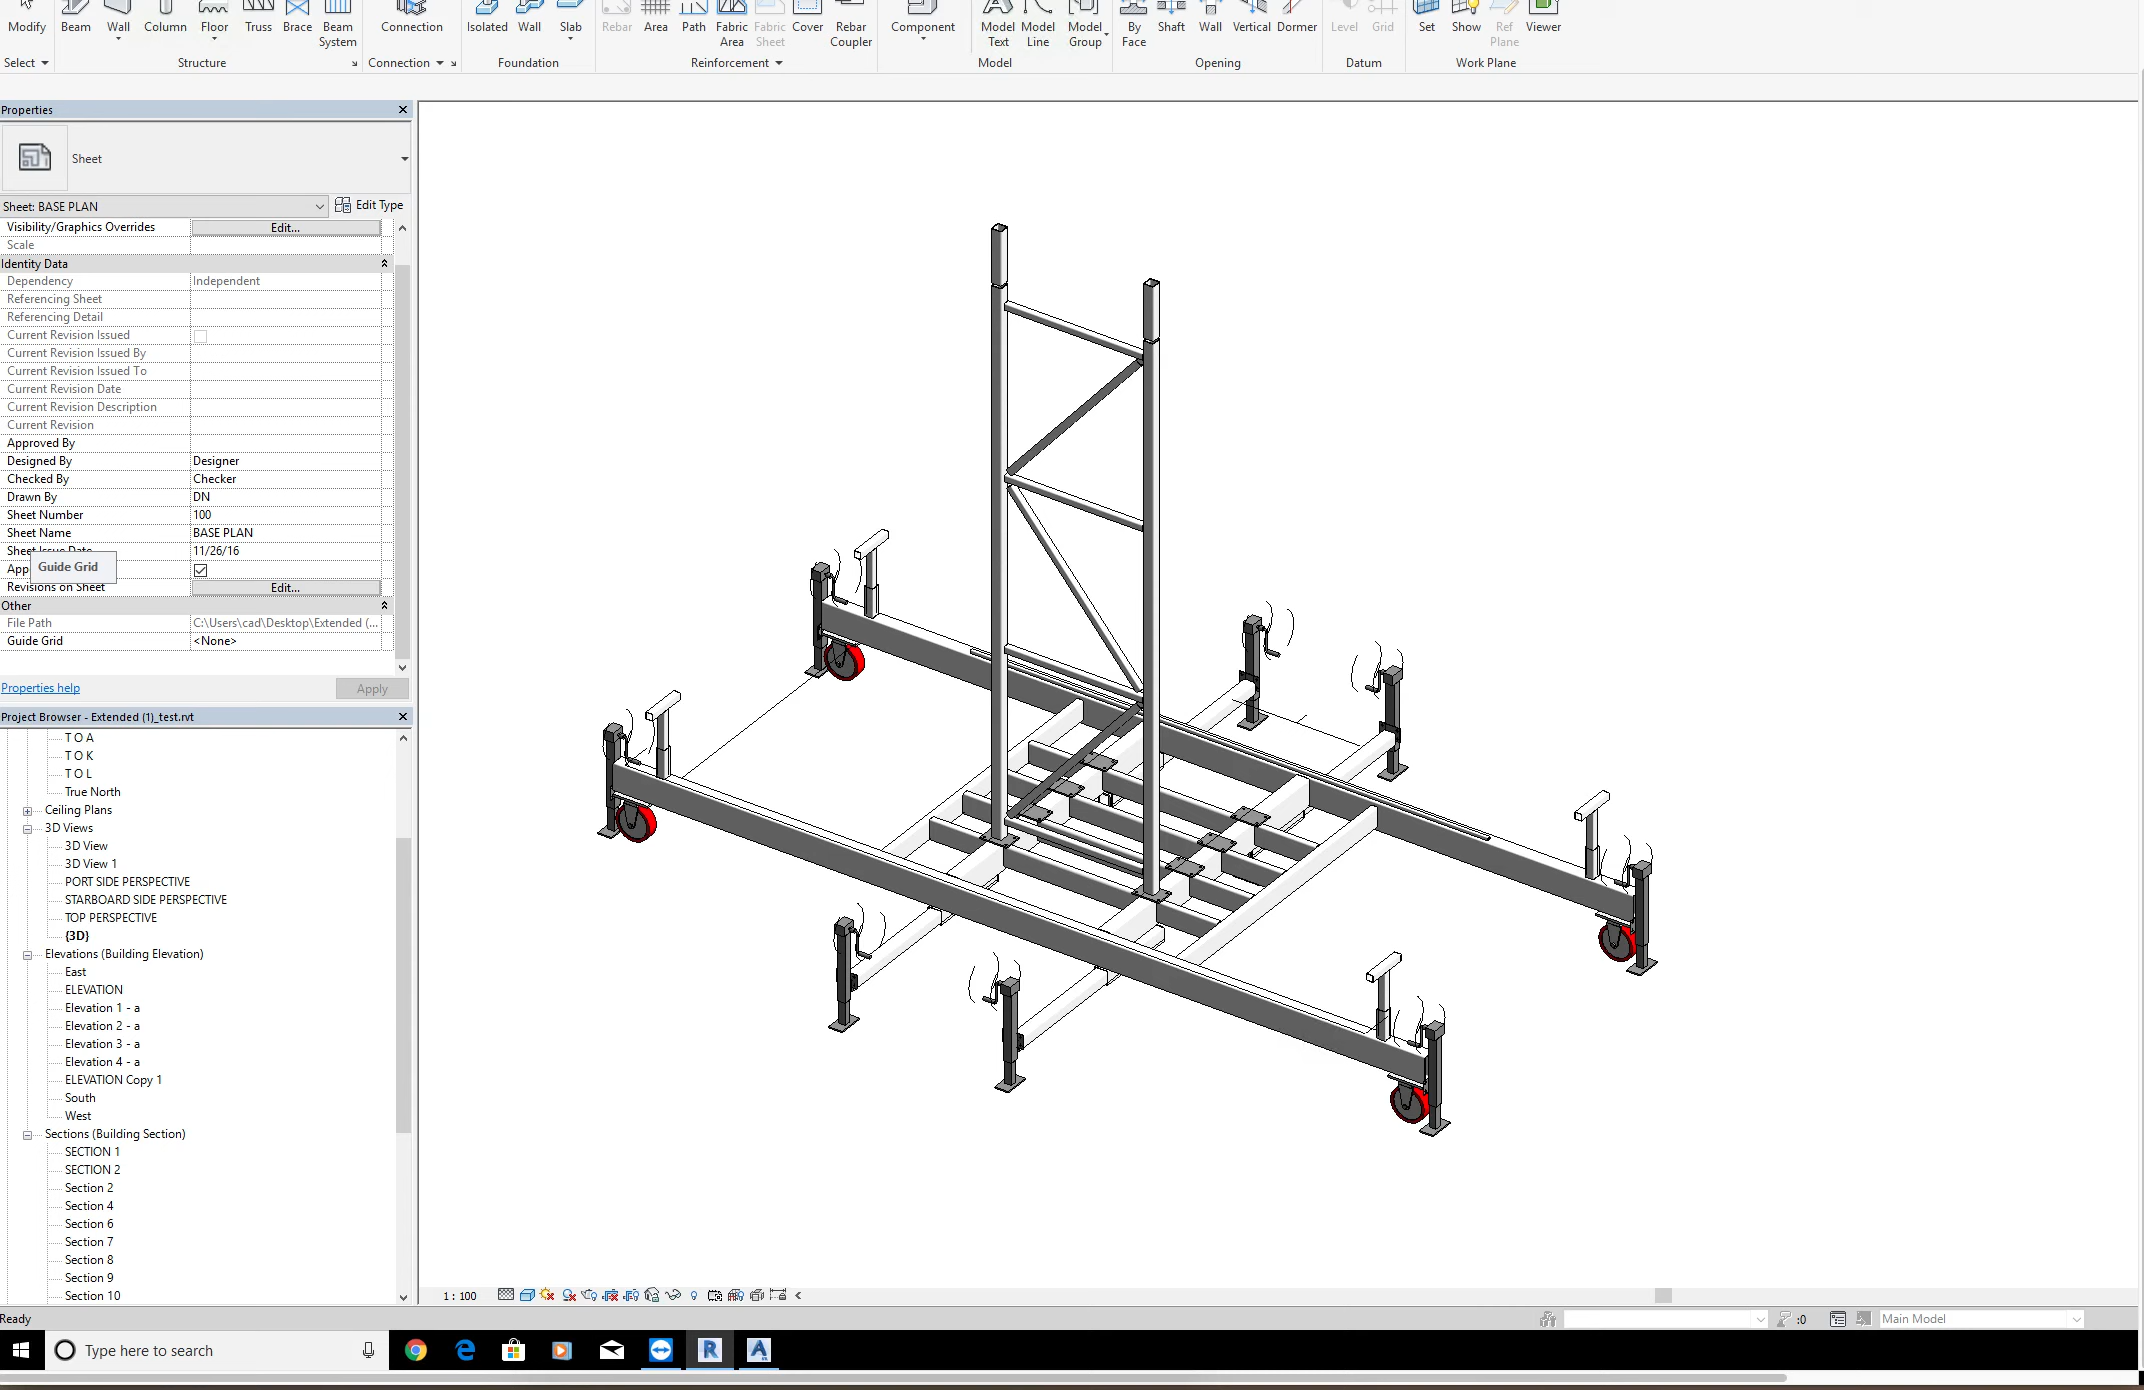 Modify Beam Wall Column Floor Truss Brace Beam System Connection Isolated Wall Slab Rebar Area Path Fabric Area Fabric Sheet Cover Rebar Coupler Component Model Text Model Line Model Group By Face Shaft Wall Vertical Dormer Level Grid Set Show Ref Plane Viewer
Select Structure Connection Foundation Reinforcement Model Opening Datum Work Plane
Properties
Sheet
Sheet: BASE PLAN Edit Type
Visibility/Graphics Overrides Edit...
Scale
Identity Data
Dependency Independent
Referencing Sheet
Referencing Detail
Current Revision Issued
Current Revision Issued By
Current Revision Issued To
Current Revision Date
Current Revision Description
Current Revision
Approved By
Designed By Designer
Checked By Checker
Drawn By DN
Sheet Number 100
Sheet Name BASE PLAN
Sheet Issue Date 11/26/16
Guide Grid
App
Revisions on Sheet Edit...
Other
File Path C:\Users\cad\Desktop\Extended (...
Guide Grid <None>
Properties help Apply
Project Browser - Extended (1)_test.rvt
T O A
T O K
T O L
True North
Ceiling Plans
3D Views
3D View
3D View 1
PORT SIDE PERSPECTIVE
STARBOARD SIDE PERSPECTIVE
TOP PERSPECTIVE
{3D}
Elevations (Building Elevation)
East
ELEVATION
Elevation 1 - a
Elevation 2 - a
Elevation 3 - a
Elevation 4 - a
ELEVATION Copy 1
South
West
Sections (Building Section)
SECTION 1
SECTION 2
Section 2
Section 4
Section 6
Section 7
Section 8
Section 9
Section 10
1 : 100
Ready :0 Main Model
Type here to search